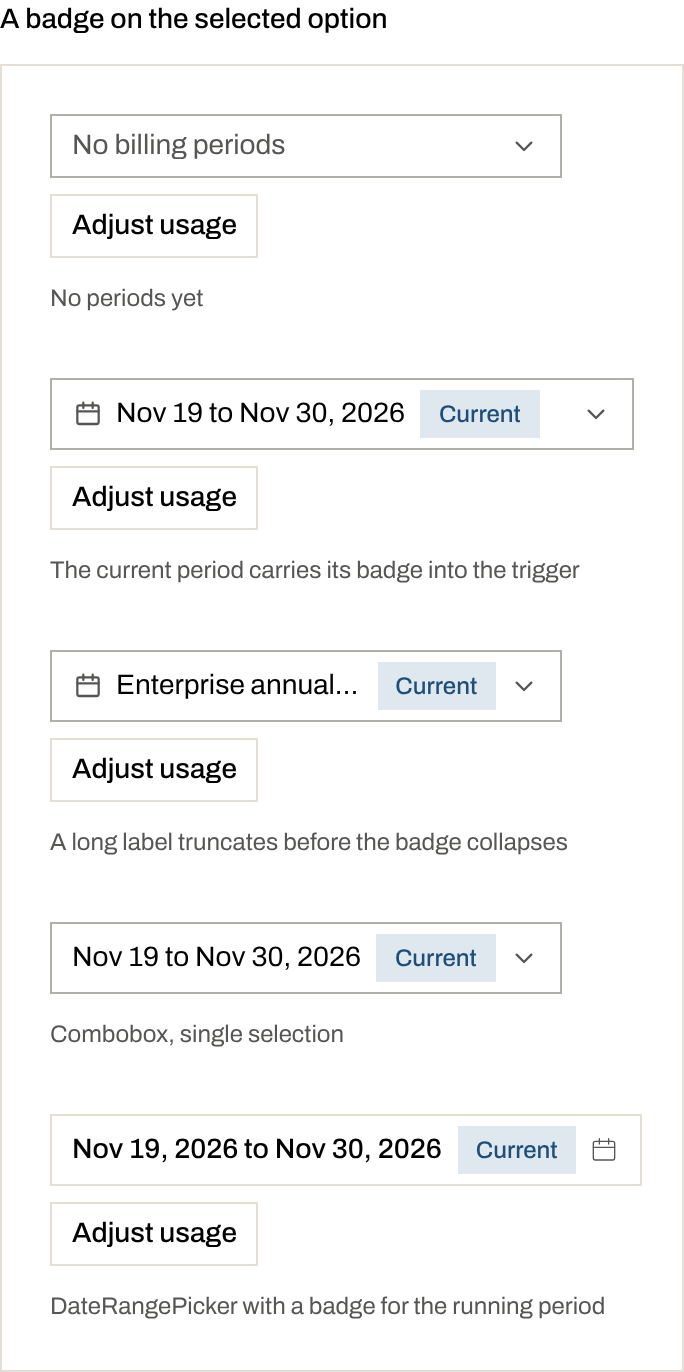 A badge on the selected option
No billing periods
Adjust usage
No periods yet
Nov 19 to Nov 30, 2026 Current
Adjust usage
The current period carries its badge into the trigger
Enterprise annual... Current
Adjust usage
A long label truncates before the badge collapses
Nov 19 to Nov 30, 2026 Current
Combobox, single selection
Nov 19, 2026 to Nov 30, 2026 Current
Adjust usage
DateRangePicker with a badge for the running period